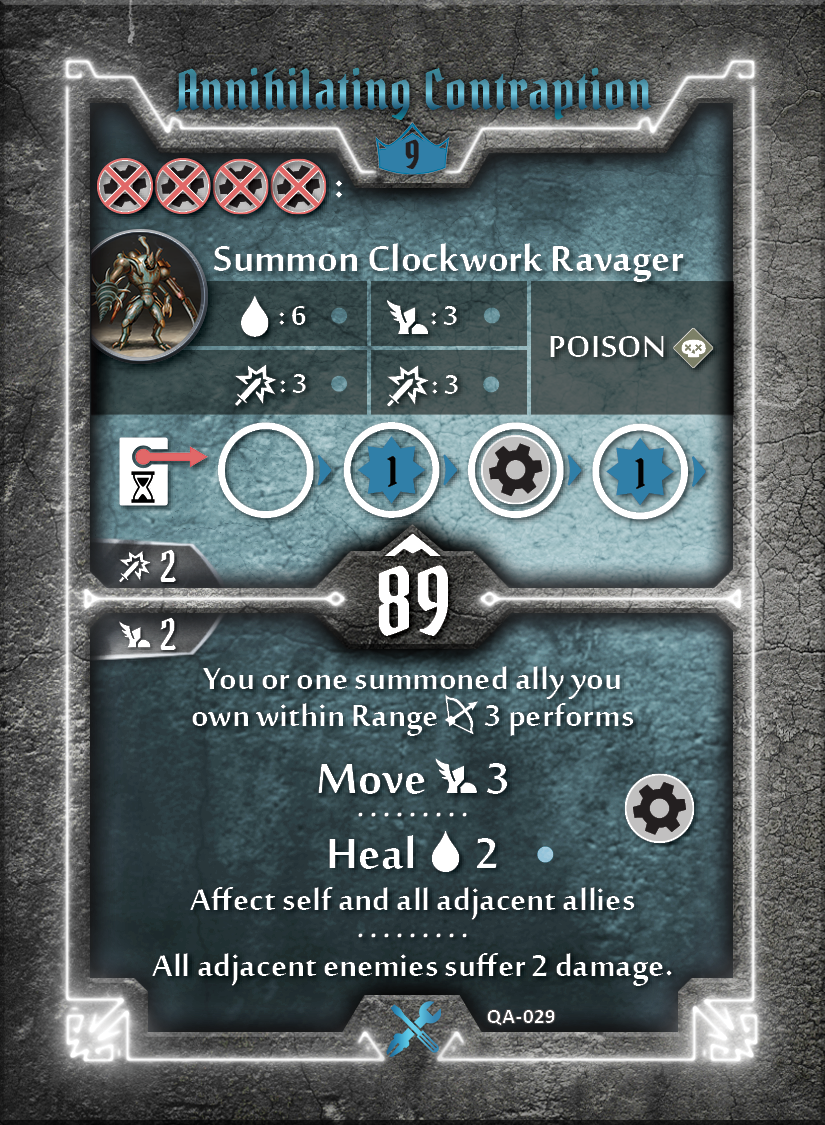 Annihilating Contraption
9
:
Summon Clockwork Ravager
: 6 : 3
POISON
: 3 : 3
1 1
2
89
2
You or one summoned ally you
own within Range 3 performs
Move 3
Heal 2
Affect self and all adjacent allies
All adjacent enemies suffer 2 damage.
QA-029